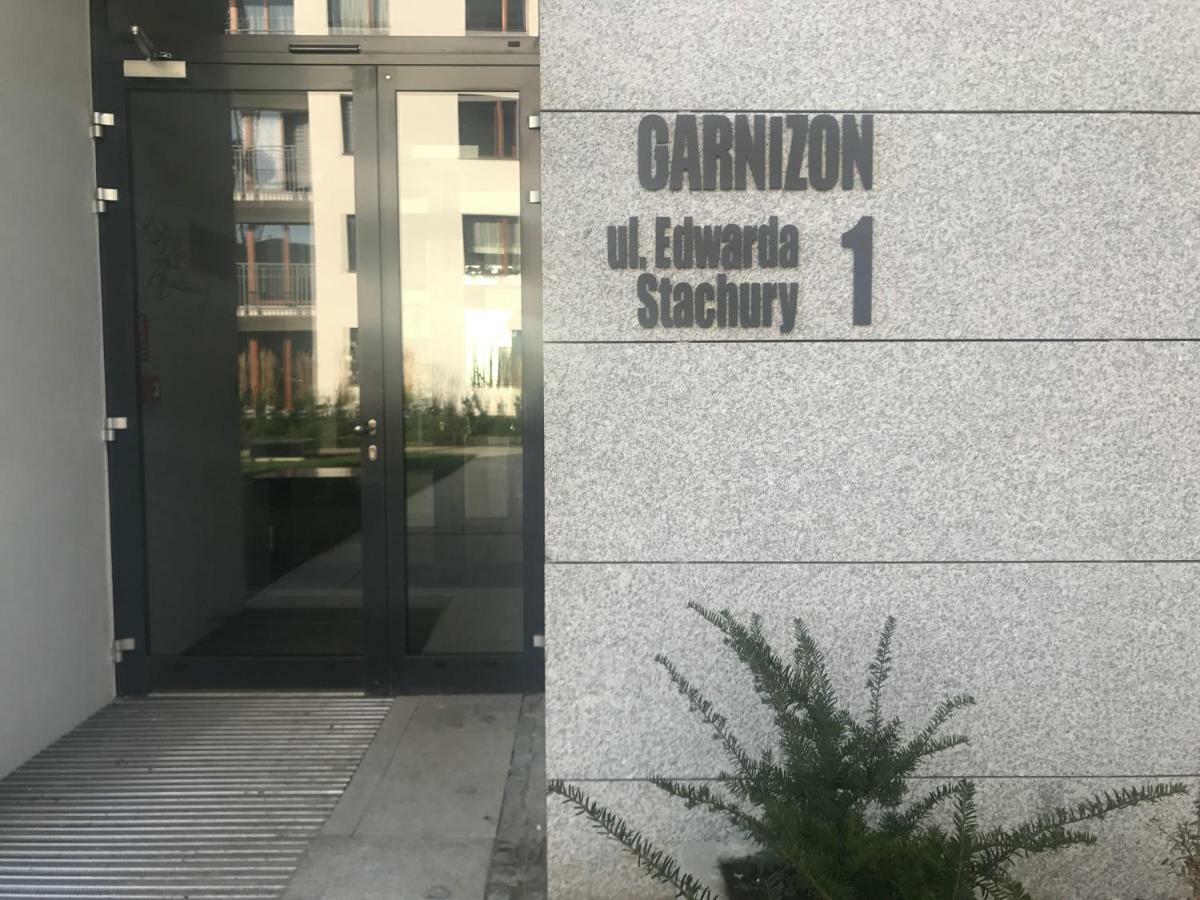 GARNIZON
ul. Edwarda
Stachury
1